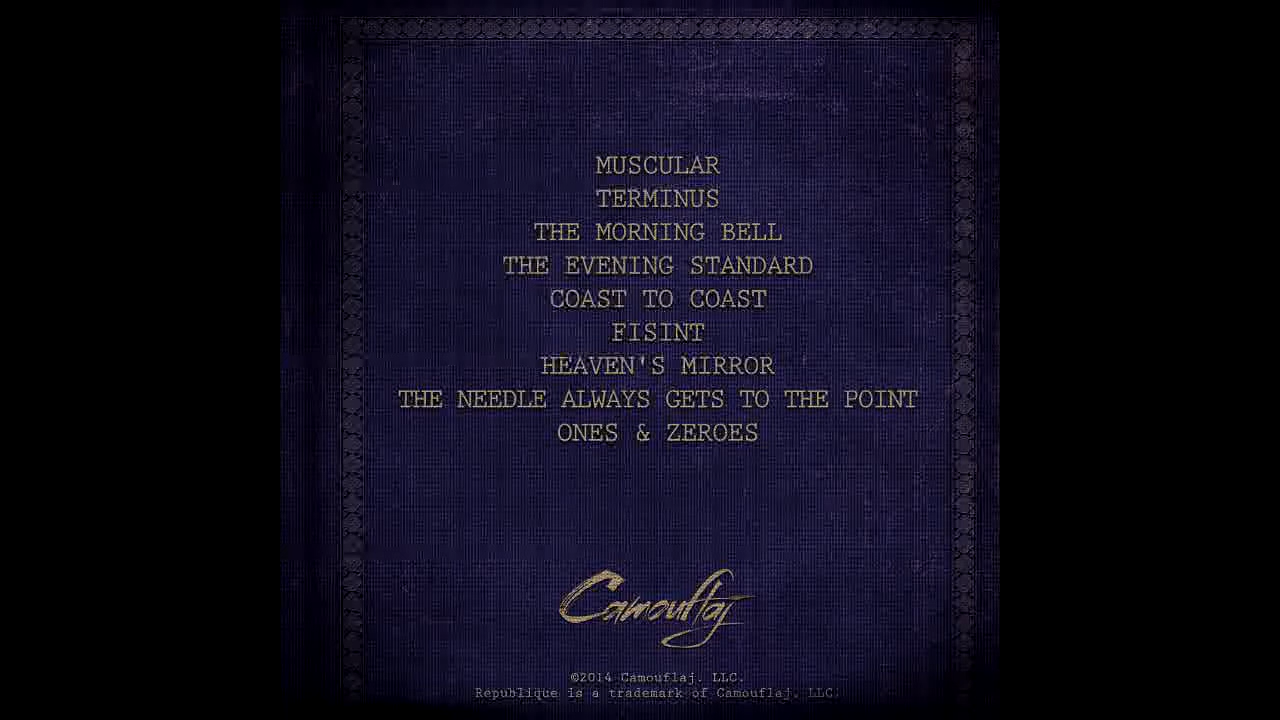 MUSCULAR
TERMINUS
THE MORNING BELL
THE EVENING STANDARD
COAST TO COAST
FISINT
HEAVEN'S MIRROR
THE NEEDLE ALWAYS GETS TO THE POINT
ONES & ZEROES
Camouflaj
©2014 Camouflaj. LLC.
Republique is a trademark of Camouflaj. LLC.